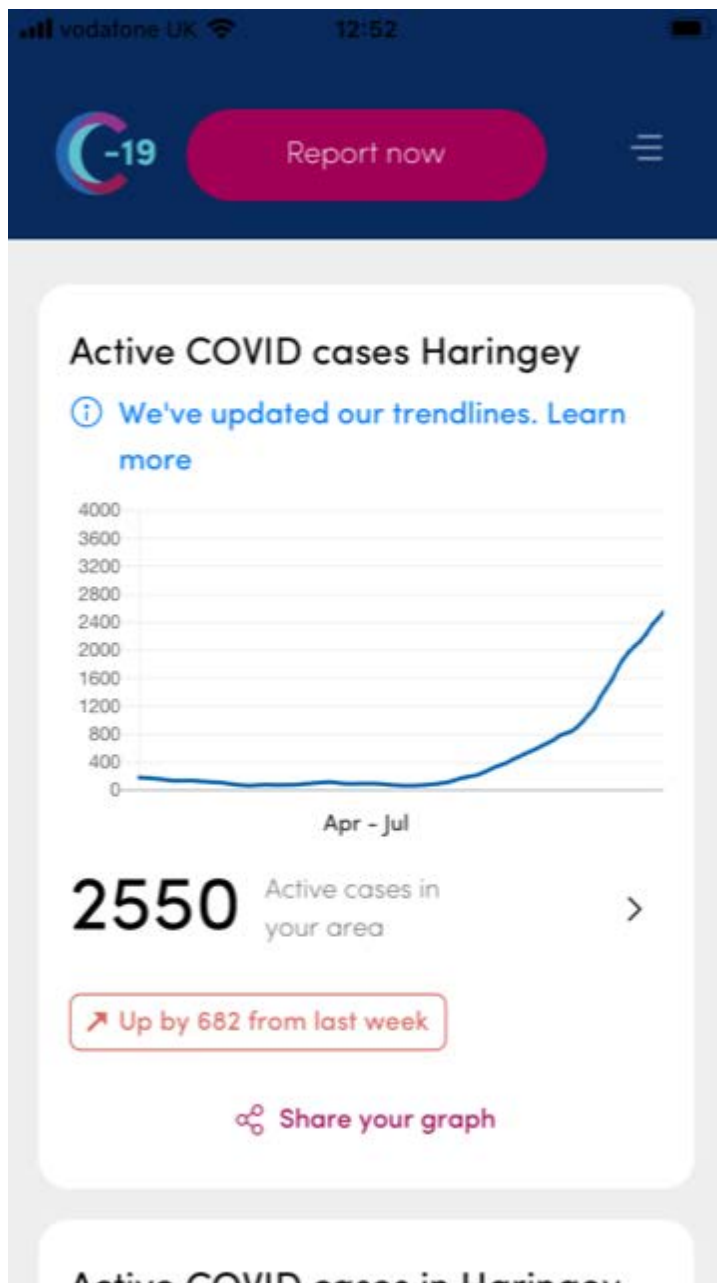 vodafone UK 12:52
C-19 Report now
Active COVID cases Haringey
We've updated our trendlines. Learn
more
4000
3600
3200
2800
2400
2000
1600
1200
800
400
0
Apr - Jul
2550 Active cases in
your area
Up by 682 from last week
Share your graph
Active COVID cases in Haringey